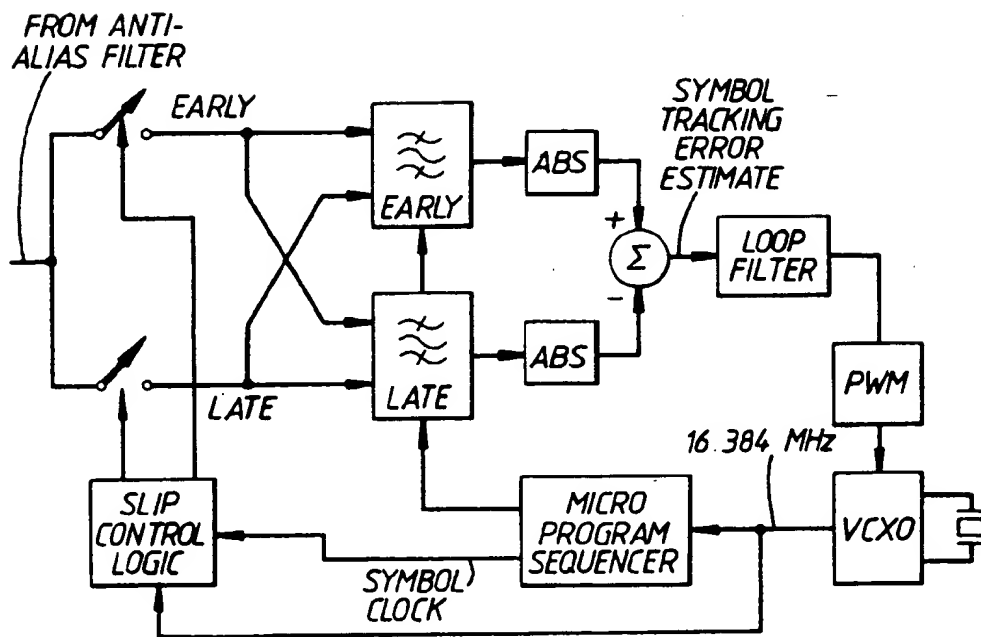 FROM ANTI-
ALIAS FILTER
EARLY
EARLY
ABS
SYMBOL
TRACKING
ERROR
ESTIMATE
+
Σ
-
LOOP
FILTER
LATE
LATE
ABS
PWM
16.384 MHz
SLIP
CONTROL
LOGIC
SYMBOL
CLOCK
MICRO
PROGRAM
SEQUENCER
VCXO